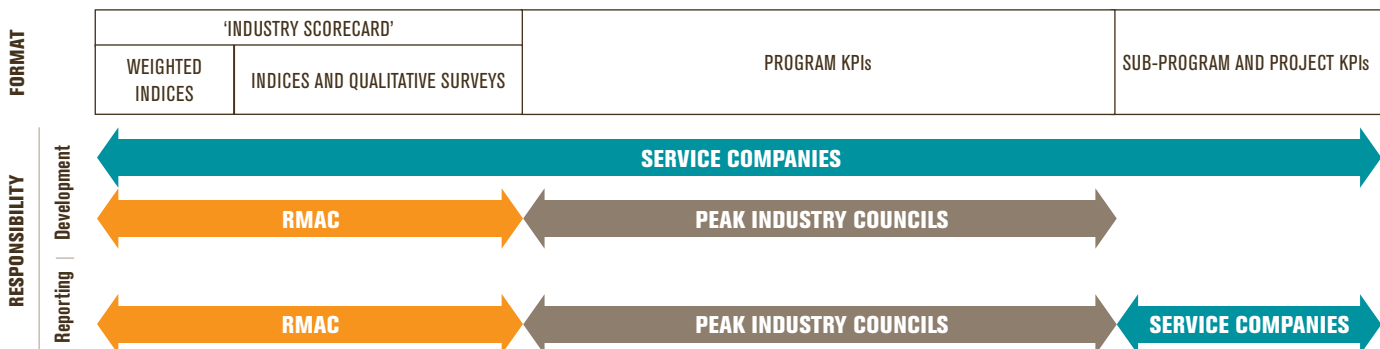 FORMAT
'INDUSTRY SCORECARD'
WEIGHTED
INDICES
INDICES AND QUALITATIVE SURVEYS
PROGRAM KPIs
SUB-PROGRAM AND PROJECT KPIs
RESPONSIBILITY
Development
SERVICE COMPANIES
RMAC
PEAK INDUSTRY COUNCILS
Reporting
RMAC
PEAK INDUSTRY COUNCILS
SERVICE COMPANIES